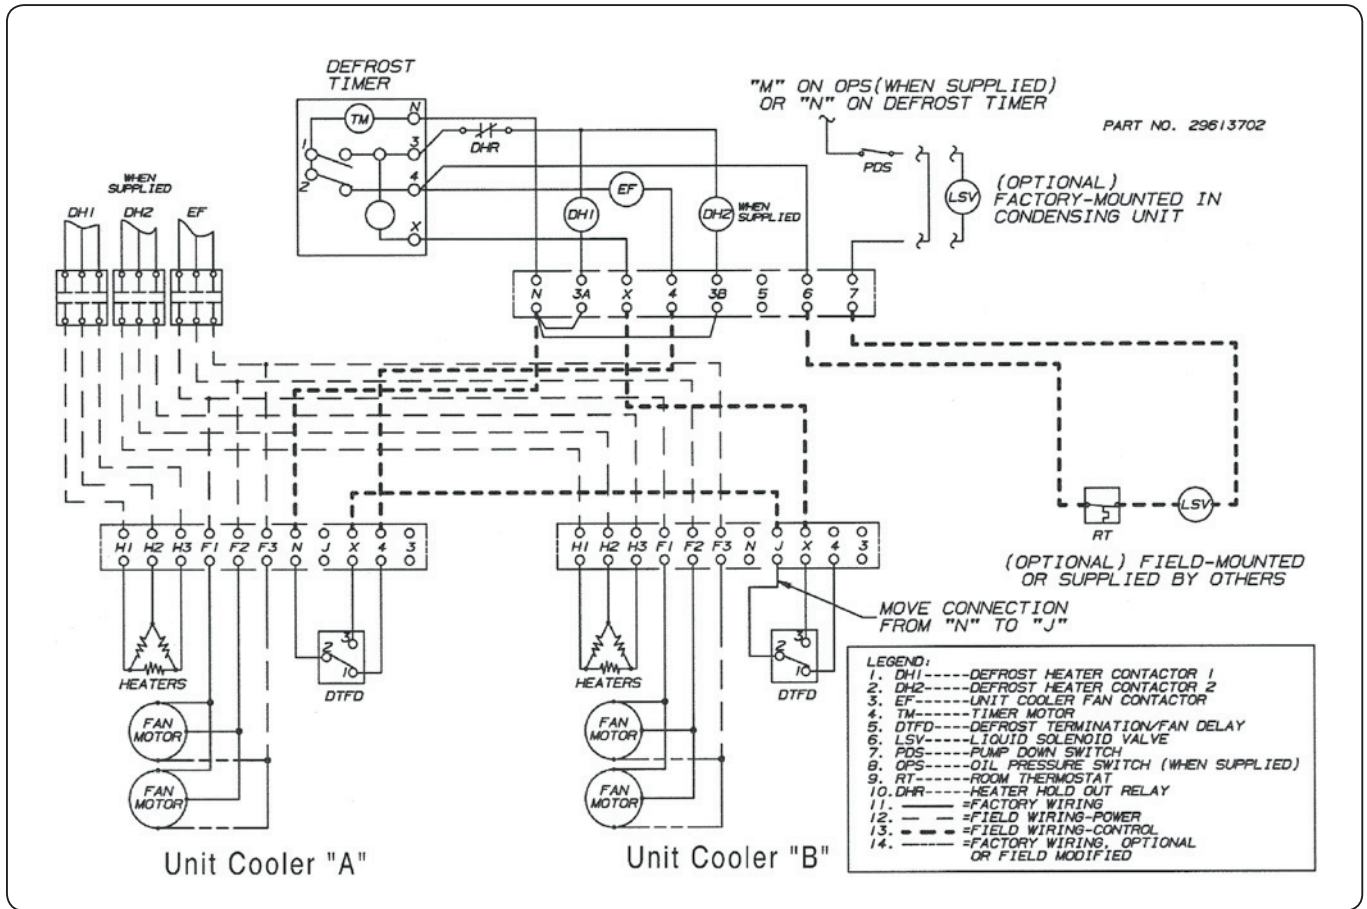 DEFROST
TIMER
"M" ON OPS(WHEN SUPPLIED)
OR "N" ON DEFROST TIMER
PART NO. 29613702
N
TM
1
3
DHR
2
4
EF
X
PDS
LSV
(OPTIONAL)
FACTORY-MOUNTED IN
CONDENSING UNIT
WHEN
SUPPLIED
DH1 DH2 EF
DH1
DH2
WHEN
SUPPLIED
N 3A X 4 3B 5 6 7
RT
LSV
(OPTIONAL) FIELD-MOUNTED
OR SUPPLIED BY OTHERS
H1 H2 H3 F1 F2 F3 N J X 4 3
H1 H2 H3 F1 F2 F3 N J X 4 3
MOVE CONNECTION
FROM "N" TO "J"
HEATERS
3
2
1
DTFD
HEATERS
3
2
1
DTFD
FAN
MOTOR
FAN
MOTOR
FAN
MOTOR
FAN
MOTOR
Unit Cooler "A"
Unit Cooler "B"
LEGEND:
1. DH1-----DEFROST HEATER CONTACTOR 1
2. DH2-----DEFROST HEATER CONTACTOR 2
3. EF------UNIT COOLER FAN CONTACTOR
4. TM------TIMER MOTOR
5. DTFD----DEFROST TERMINATION/FAN DELAY
6. LSV-----LIQUID SOLENOID VALVE
7. PDS-----PUMP DOWN SWITCH
8. OPS-----OIL PRESSURE SWITCH (WHEN SUPPLIED)
9. RT------ROOM THERMOSTAT
10. DHR-----HEATER HOLD OUT RELAY
11. =FACTORY WIRING
12. =FIELD WIRING-POWER
13. =FIELD WIRING-CONTROL
14. =FACTORY WIRING, OPTIONAL
OR FIELD MODIFIED